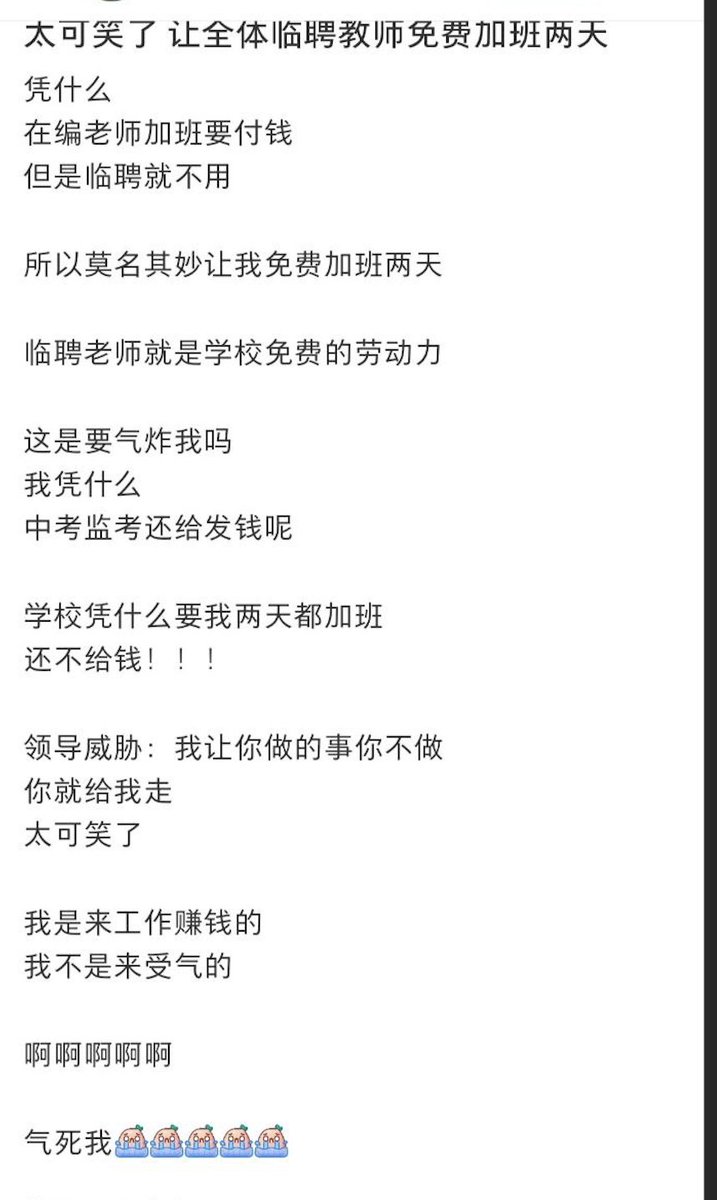 太可笑了 让全体临聘教师免费加班两天
凭什么
在编老师加班要付钱
但是临聘就不用
所以莫名其妙让我免费加班两天
临聘老师就是学校免费的劳动力
这是要气炸我吗
我凭什么
中考监考还给发钱呢
学校凭什么要我两天都加班
还不给钱！！！
领导威胁：我让你做的事你不做
你就给我走
太可笑了
我是来工作赚钱的
我不是来受气的
啊啊啊啊啊
气死我